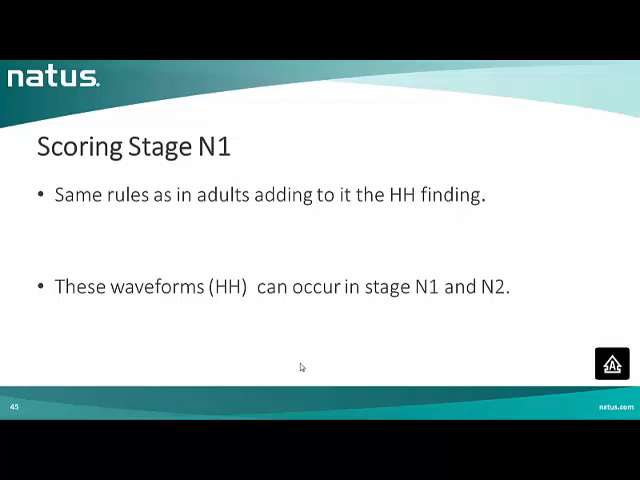 natus.
Scoring Stage N1
• Same rules as in adults adding to it the HH finding.
• These waveforms (HH) can occur in stage N1 and N2.
A
45
natus.com